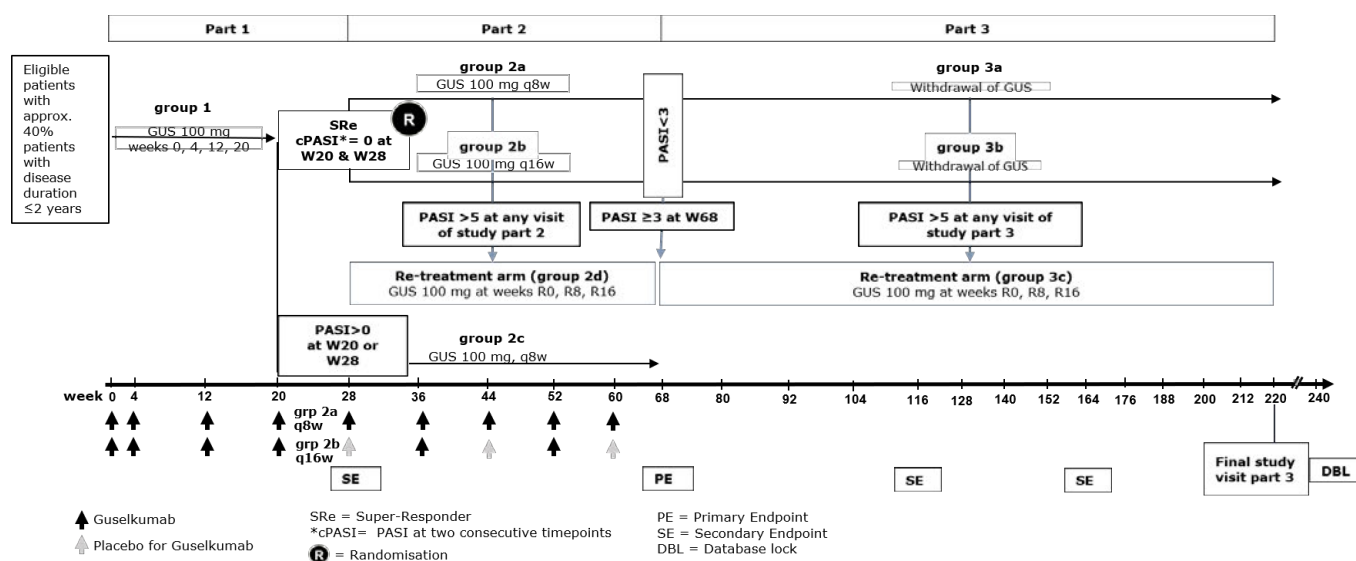 Part 1
Part 2
Part 3
Eligible
patients
with
approx.
40%
patients
with
disease
duration
≤2 years
group 1
GUS 100 mg
weeks 0, 4, 12, 20
SRe
cPASI*= 0 at
W20 & W28
R
group 2a
GUS 100 mg q8w
group 2b
GUS 100 mg q16w
PASI<3
group 3a
Withdrawal of GUS
group 3b
Withdrawal of GUS
PASI >5 at any visit
of study part 2
PASI ≥3 at W68
PASI >5 at any visit of
study part 3
Re-treatment arm (group 2d)
GUS 100 mg at weeks R0, R8, R16
Re-treatment arm (group 3c)
GUS 100 mg at weeks R0, R8, R16
PASI>0
at W20 or
W28
group 2c
GUS 100 mg, q8w
week 0 4 12 20 28 36 44 52 60 68 80 92 104 116 128 140 152 164 176 188 200 212 220 240
grp 2a
q8w
grp 2b
q16w
SE
PE
SE
SE
Final study
visit part 3
DBL
Guselkumab
Placebo for Guselkumab
SRe = Super-Responder
*cPASI= PASI at two consecutive timepoints
R = Randomisation
PE = Primary Endpoint
SE = Secondary Endpoint
DBL = Database lock